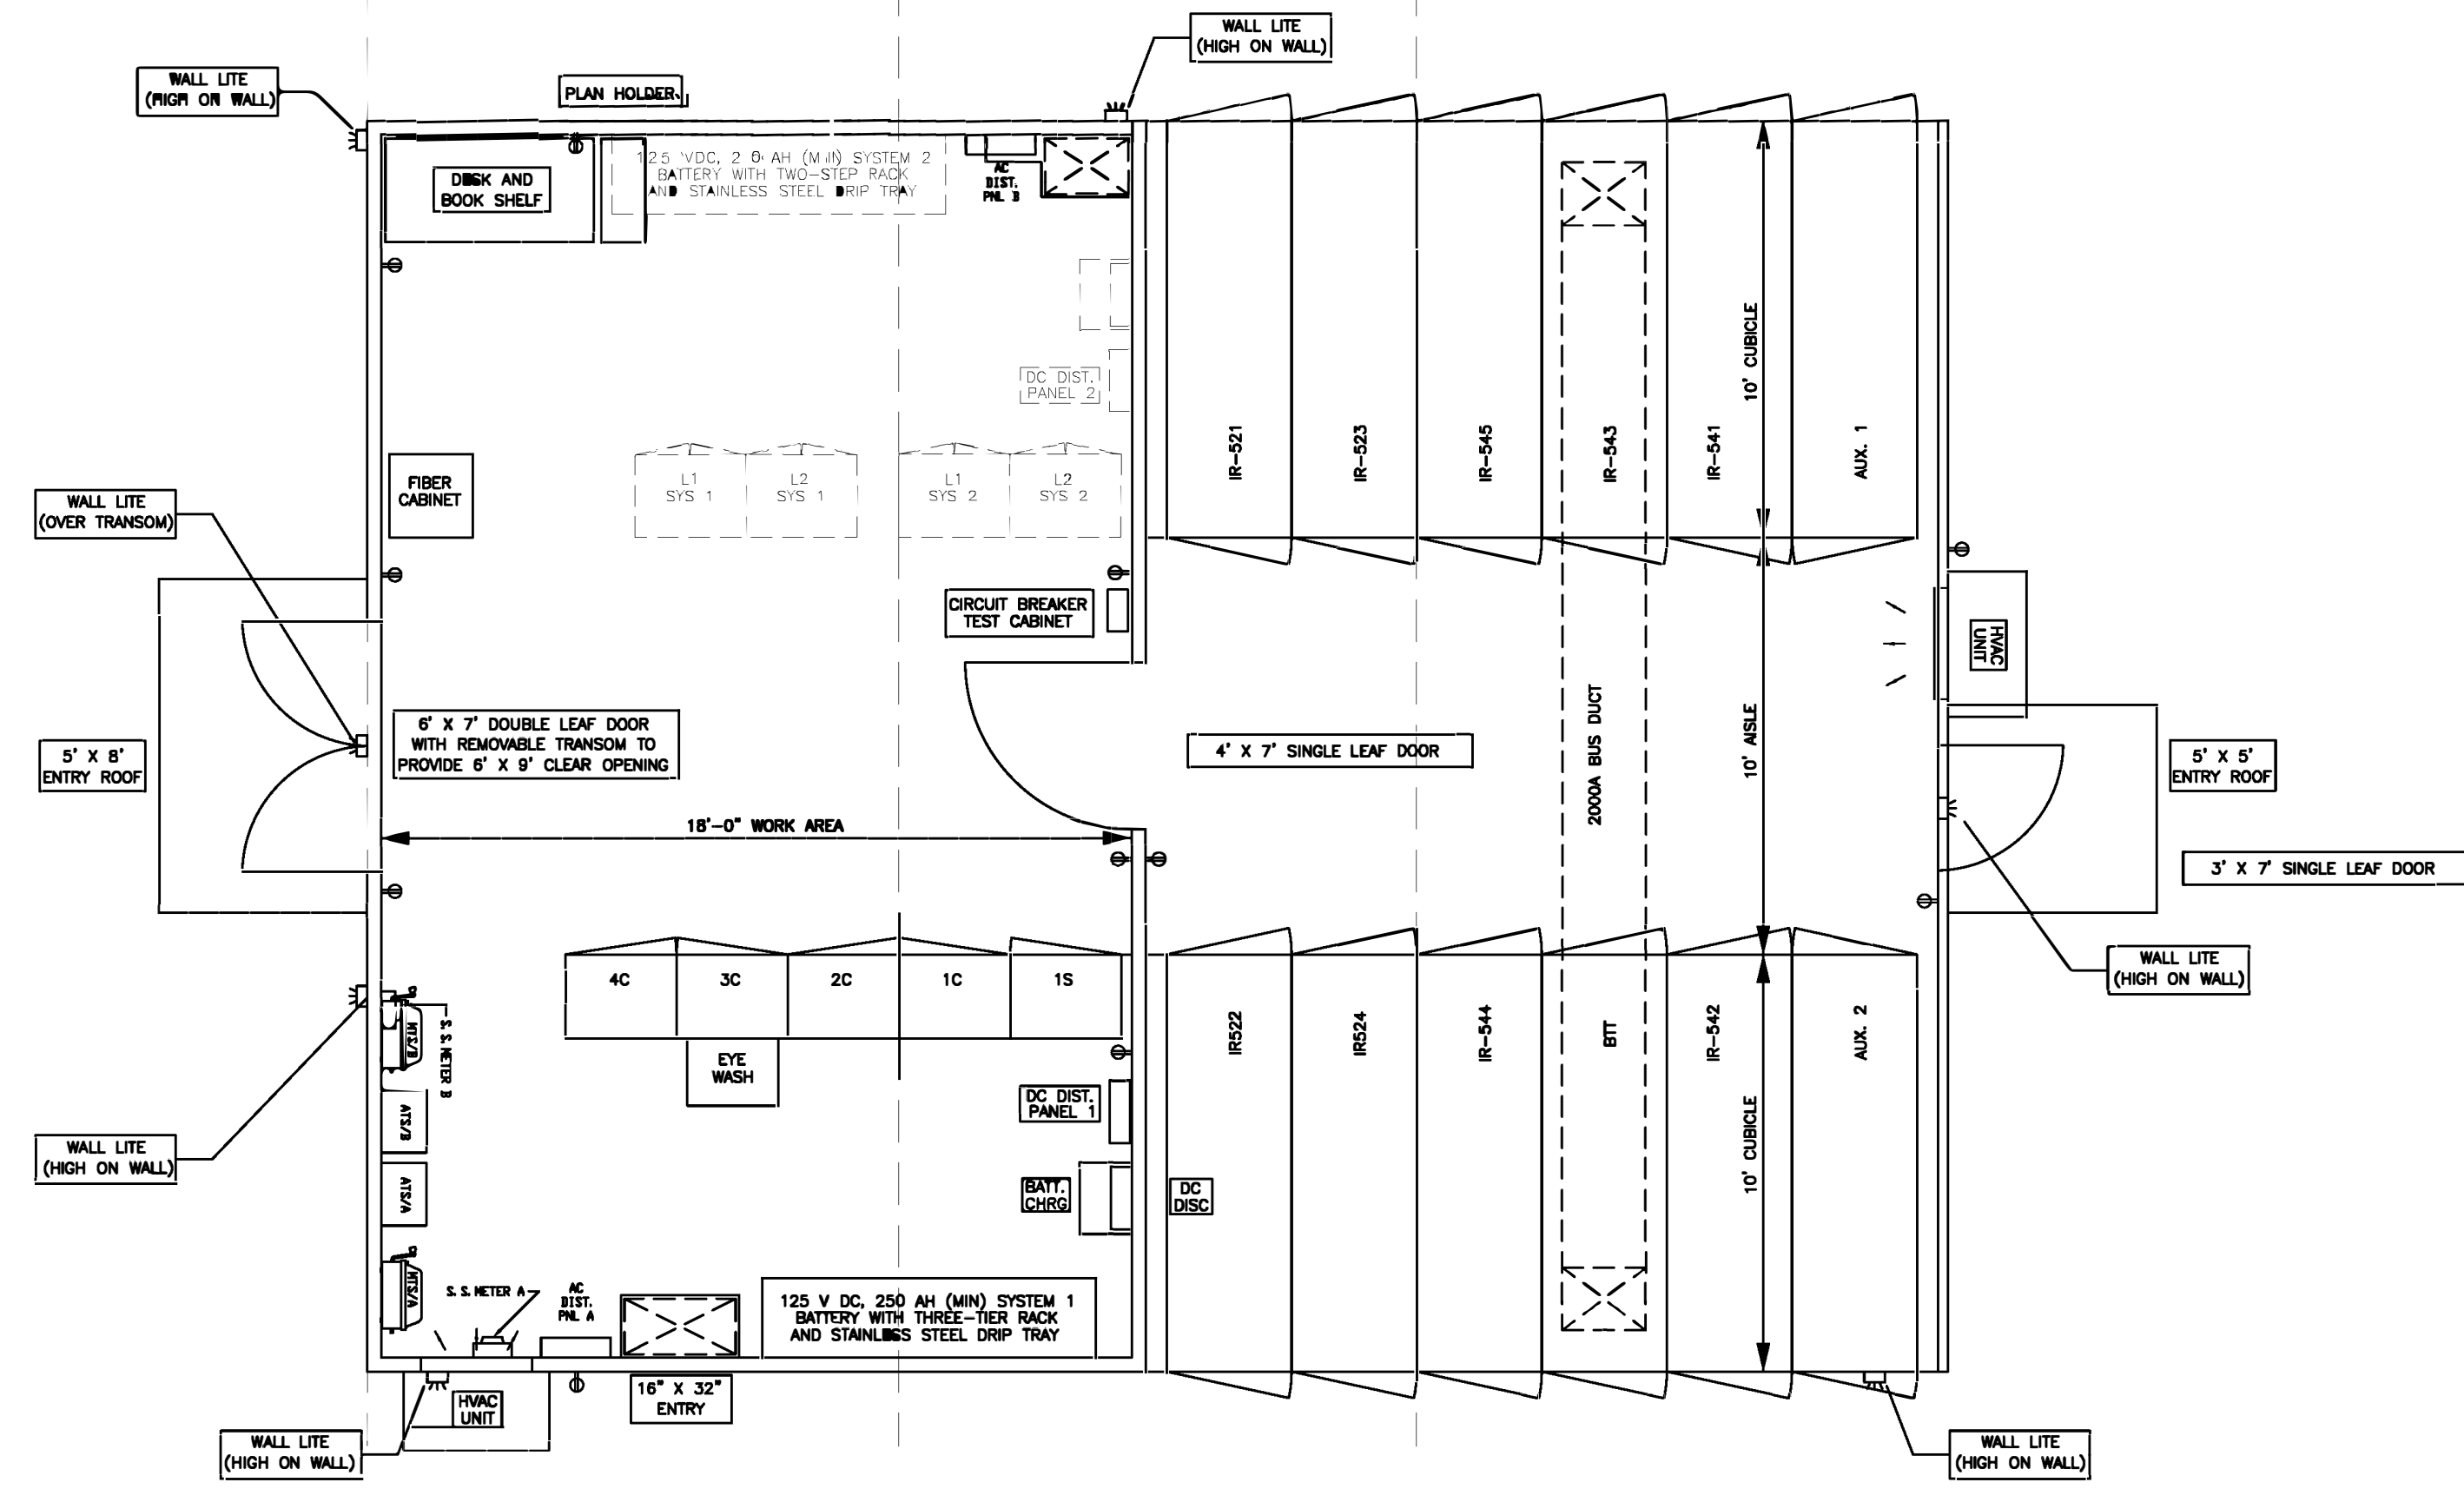 WALL LITE
(HIGH ON WALL)
WALL LITE
(HIGH ON WALL)
PLAN HOLDER
DESK AND
BOOK SHELF
VDC, AH (MIN) SYSTEM 2
BATTERY WITH TWO-STEP RACK
AND STAINLESS STEEL DRIP TRAY
AC
DIST.
PNL B
DC DIST.
PANEL 2
FIBER
CABINET
L1
SYS 1
L2
SYS 1
L1
SYS 2
L2
SYS 2
IR-521
IR-523
IR-545
IR-543
IR-541
AUX. 1
10' CUBICLE
WALL LITE
(OVER TRANSOM)
CIRCUIT BREAKER
TEST CABINET
HVAC
UNIT
5' X 8'
ENTRY ROOF
6' X 7' DOUBLE LEAF DOOR
WITH REMOVABLE TRANSOM TO
PROVIDE 6' X 9' CLEAR OPENING
4' X 7' SINGLE LEAF DOOR
2000A BUS DUCT
10' AISLE
5' X 5'
ENTRY ROOF
18'-0" WORK AREA
3' X 7' SINGLE LEAF DOOR
WALL LITE
(HIGH ON WALL)
4C
3C
2C
1C
1S
EYE
WASH
MTS/B
S.S. METER B
ATS/B
ATS/A
MTS/A
WALL LITE
(HIGH ON WALL)
DC DIST.
PANEL 1
BATT.
CHRG
DC
DISC
IR522
IR524
IR-544
BTT
IR-542
AUX. 2
10' CUBICLE
S.S. METER A
AC
DIST.
PNL A
125 V DC, 250 AH (MIN) SYSTEM 1
BATTERY WITH THREE-TIER RACK
AND STAINLESS STEEL DRIP TRAY
HVAC
UNIT
16" X 32"
ENTRY
WALL LITE
(HIGH ON WALL)
WALL LITE
(HIGH ON WALL)